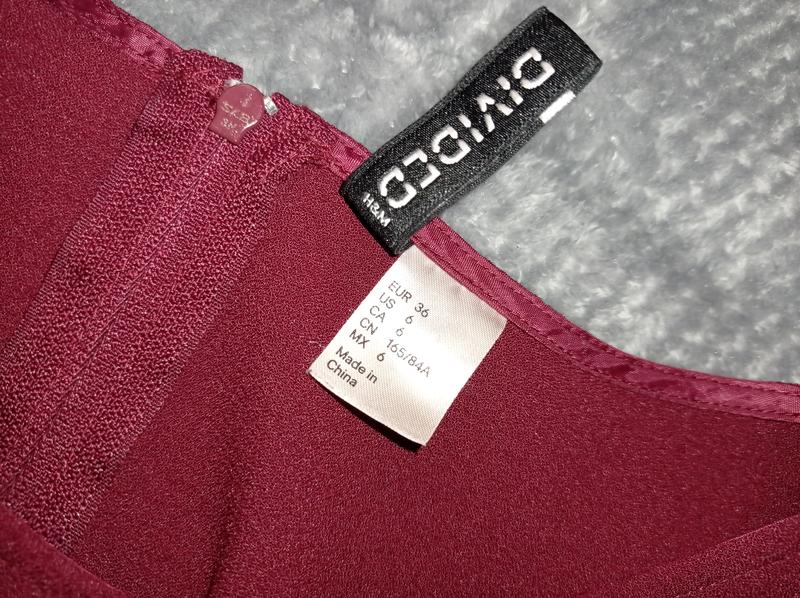 DIVIDED
H&M
EUR 36
US 6
CA 6
CN 165/84A
MX 6
Made in
China